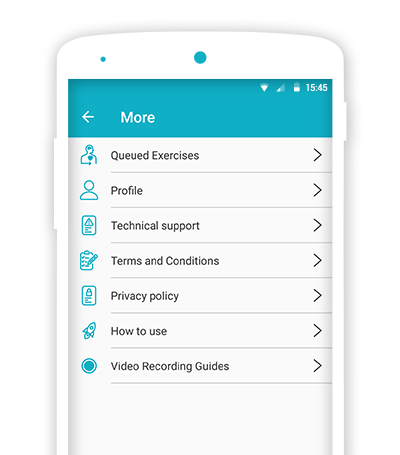 15:45
More
Queued Exercises
Profile
Technical support
Terms and Conditions
Privacy policy
How to use
Video Recording Guides